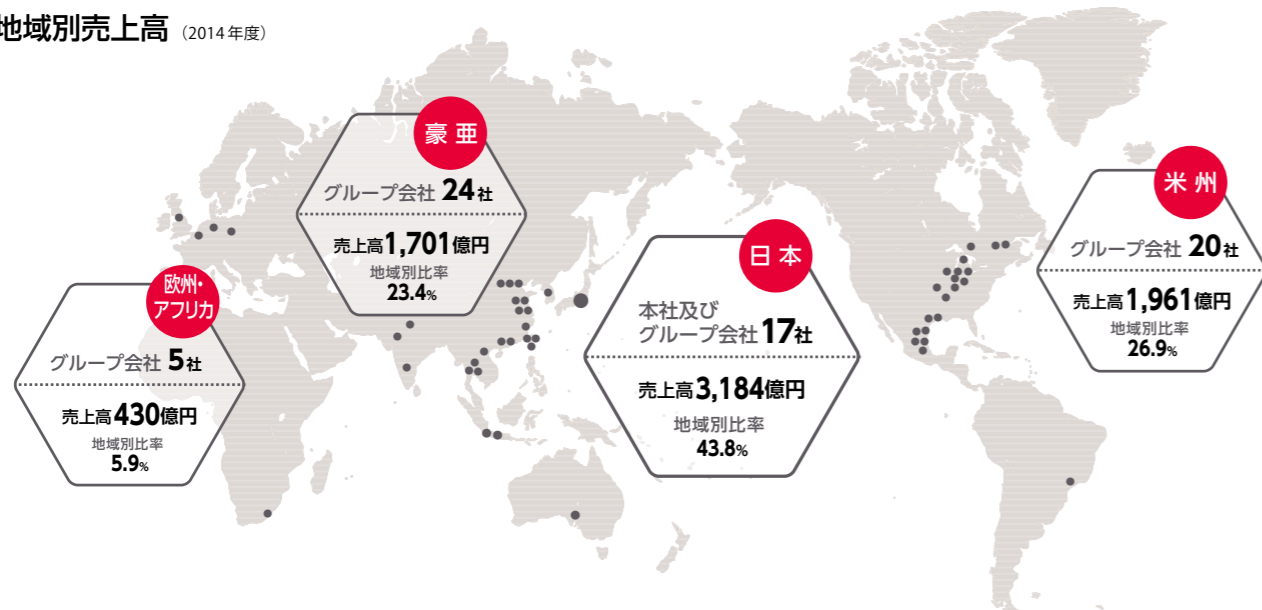 地域別売上高 (2014年度)
豪亜
グループ会社 24社
売上高1,701億円
地域別比率
23.4%
欧州・
アフリカ
グループ会社 5社
売上高430億円
地域別比率
5.9%
日本
本社及び
グループ会社 17社
売上高3,184億円
地域別比率
43.8%
米州
グループ会社 20社
売上高1,961億円
地域別比率
26.9%